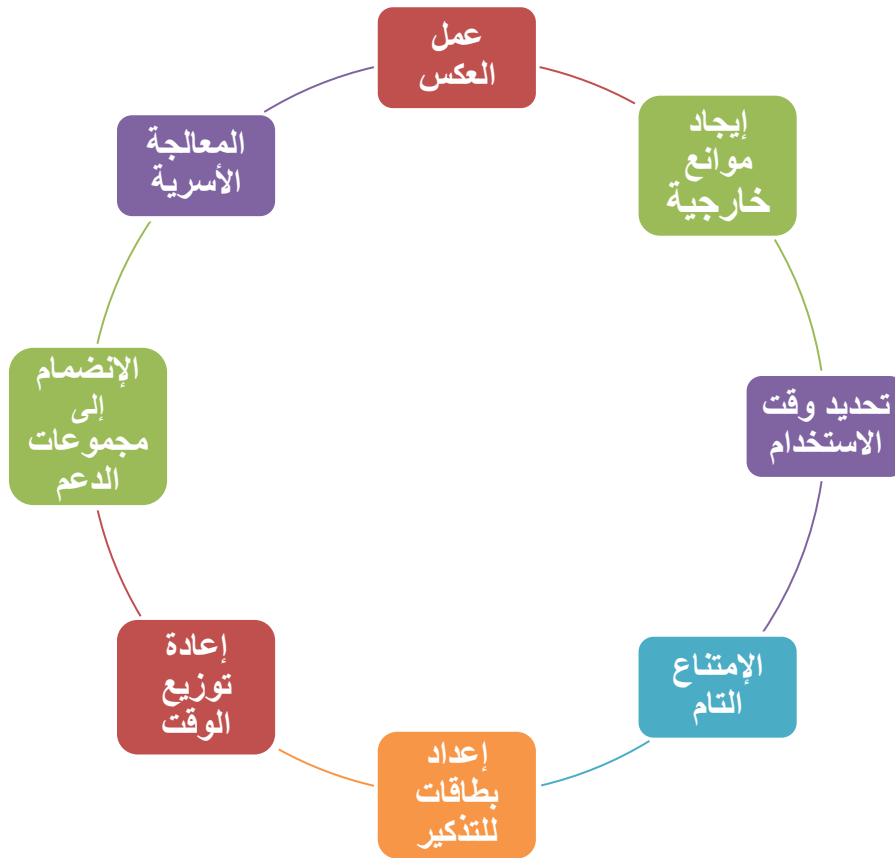 عمل
العكس
إيجاد
موانع
خارجية
تحديد وقت
الاستخدام
الإمتناع
التام
إعداد
بطاقات
للتذكير
إعادة
توزيع
الوقت
الإنضمام
إلى
مجموعات
الدعم
المعالجة
الأسرية